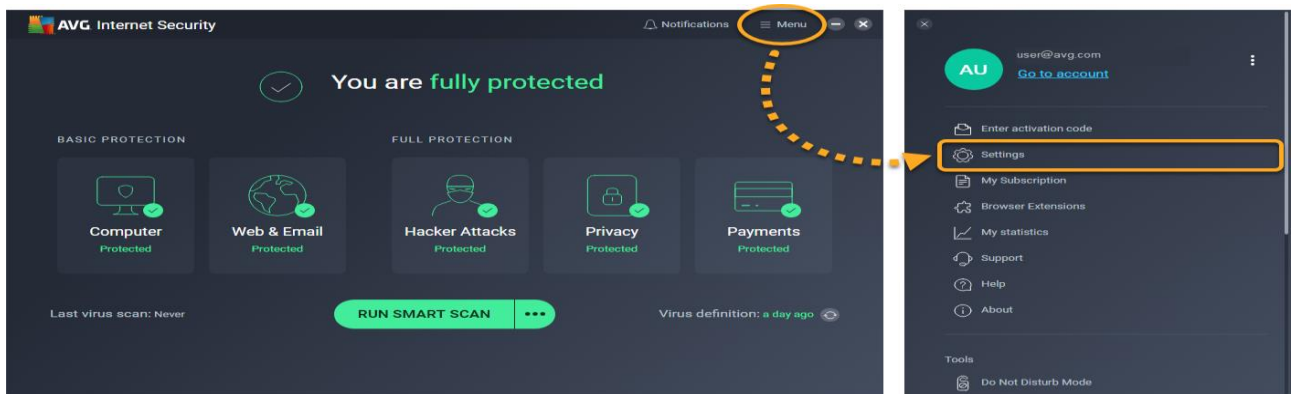 AVG Internet Security
Notifications
Menu
You are fully protected
BASIC PROTECTION
FULL PROTECTION
Computer
Protected
Web & Email
Protected
Hacker Attacks
Protected
Privacy
Protected
Payments
Protected
Last virus scan: Never
RUN SMART SCAN
Virus definition: a day ago
AU
user@avg.com
Go to account
Enter activation code
Settings
My Subscription
Browser Extensions
My statistics
Support
Help
About
Tools
Do Not Disturb Mode